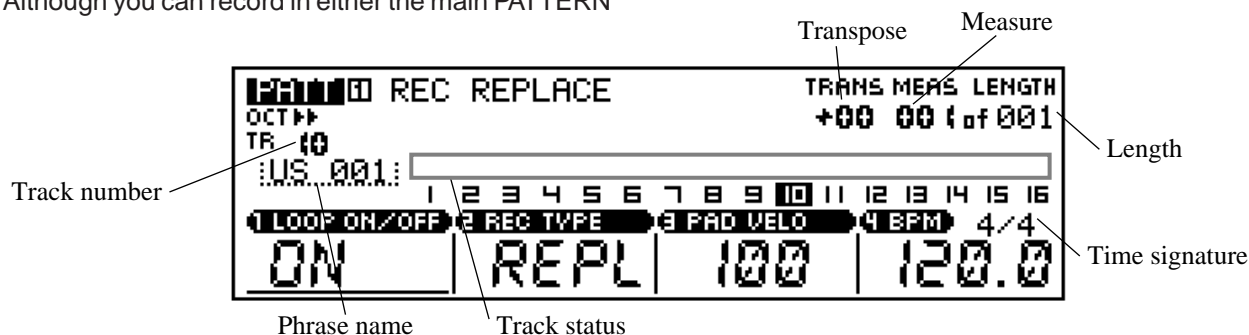 Although you can record in either the main PATTERN
Transpose
Measure
PATT 1 REC REPLACE
TRANS MEAS LENGTH
OCT
+00 001 of 001
TR 10
US 001
Length
Track number
1 2 3 4 5 6 7 8 9 10 11 12 13 14 15 16
1 LOOP ON/OFF 2 REC TYPE 3 PAD VELO 4 BPM 4/4
ON REPL 100 120.0
Time signature
Phrase name
Track status